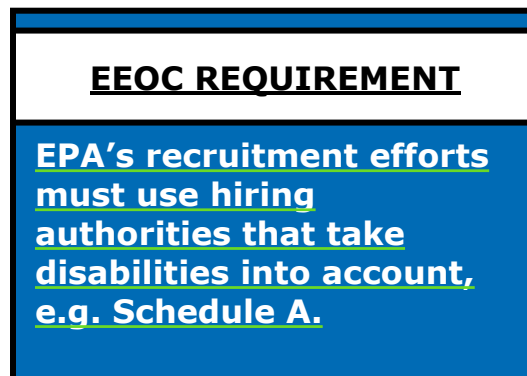 EEOC REQUIREMENT
EPA’s recruitment efforts
must use hiring
authorities that take
disabilities into account,
e.g. Schedule A.